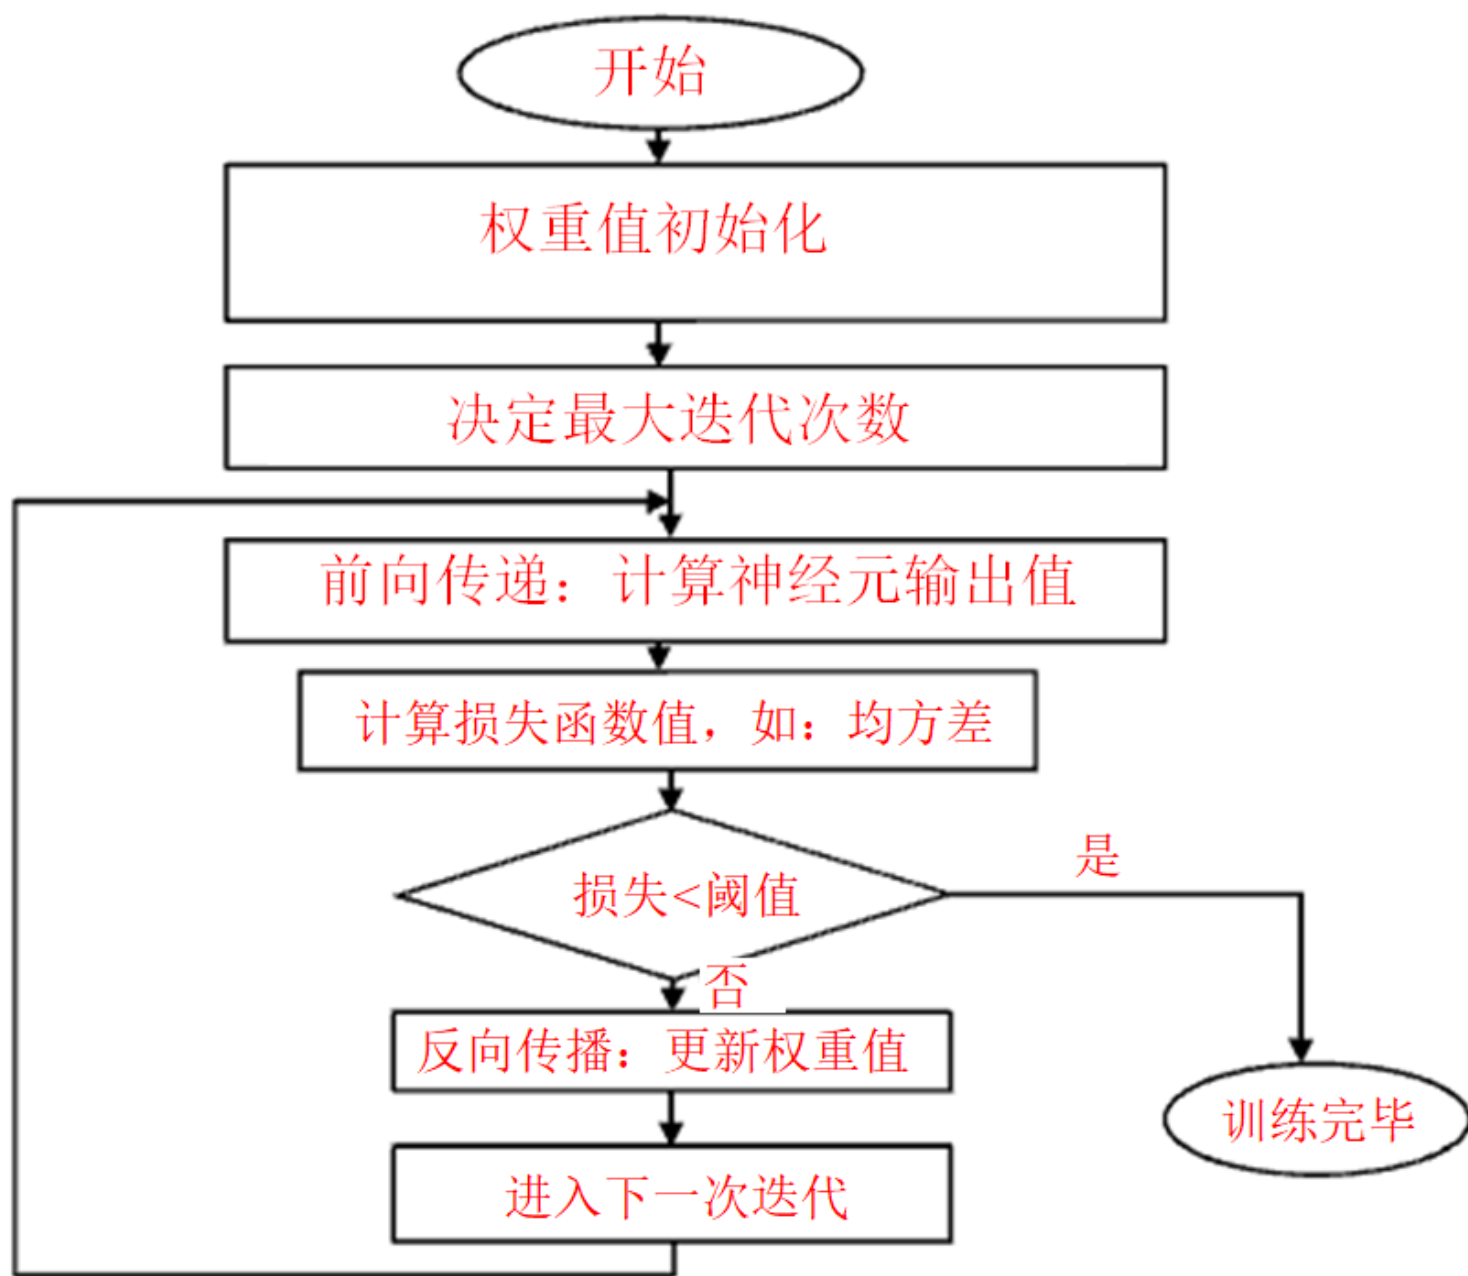 开始
权重值初始化
决定最大迭代次数
前向传递：计算神经元输出值
计算损失函数值，如：均方差
损失<阈值
是
否
反向传播：更新权重值
训练完毕
进入下一次迭代